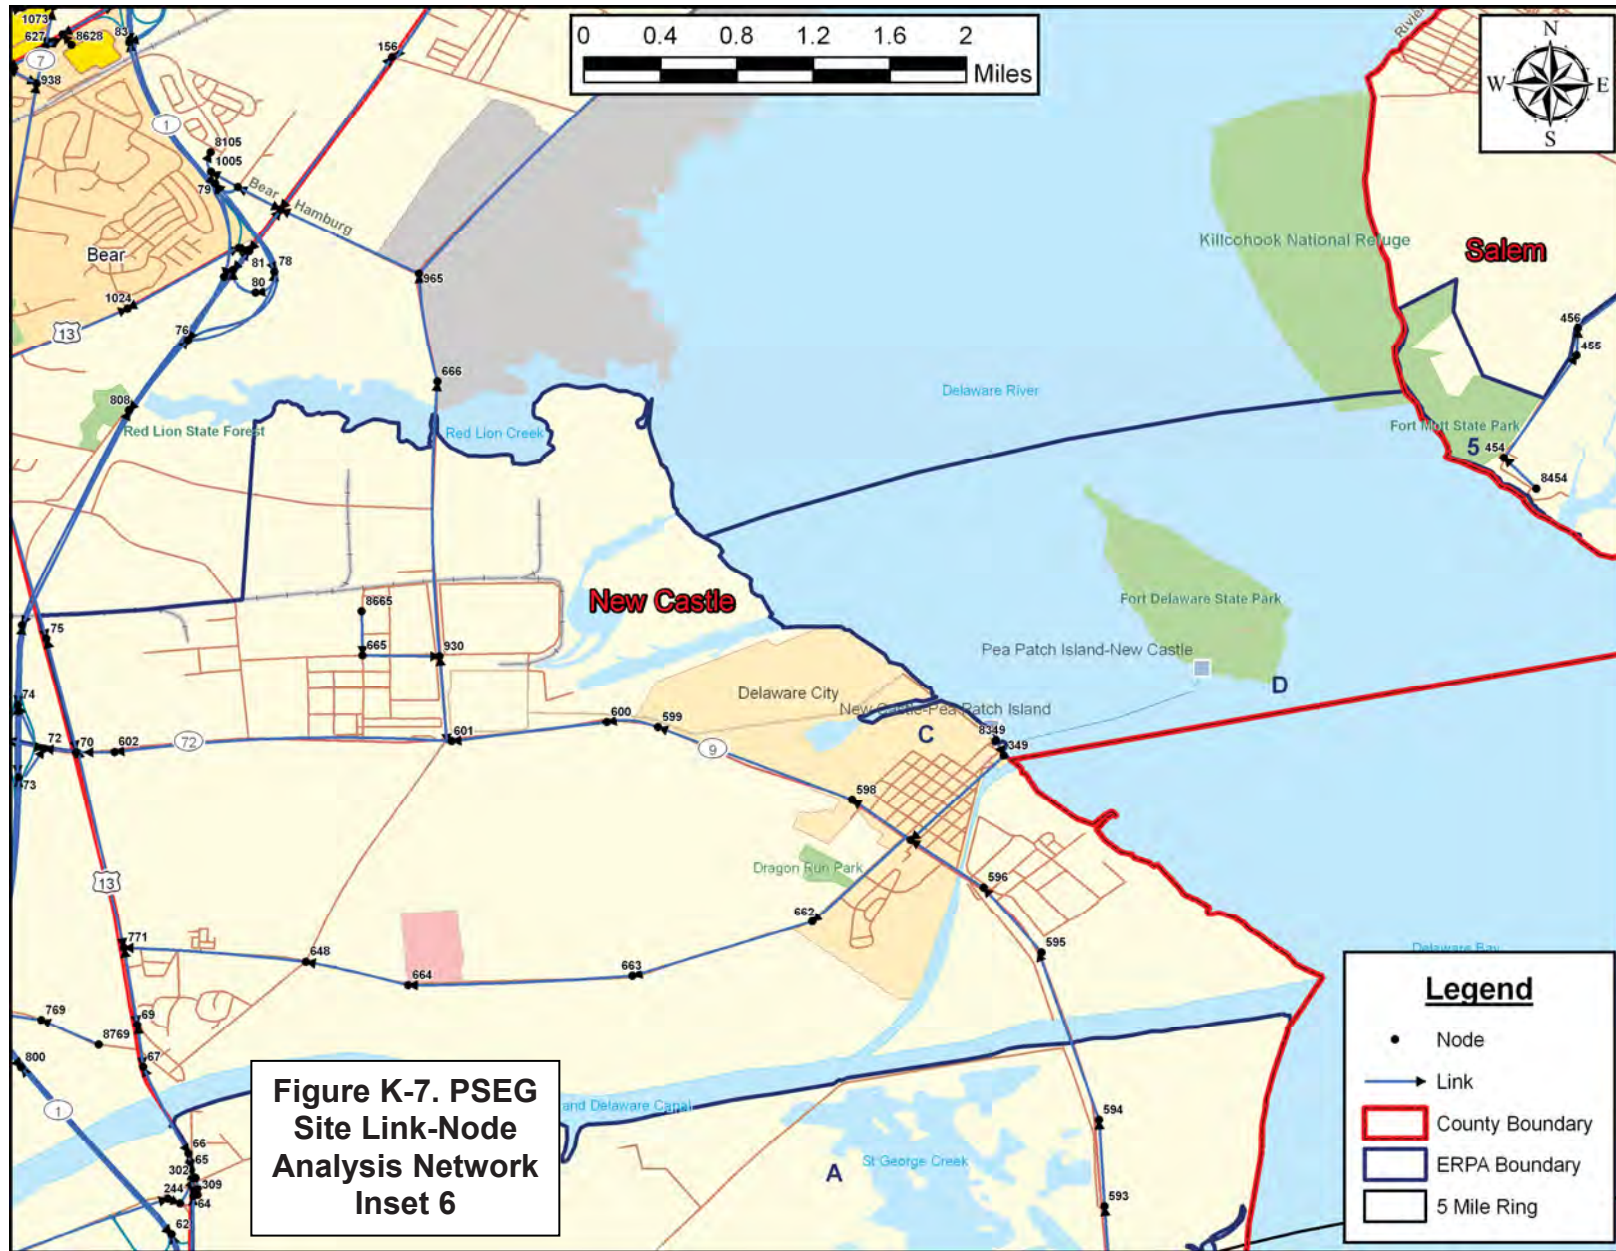 1073
627
8628
7
938
83
156
0 0.4 0.8 1.2 1.6 2
Miles
N
W E
S
1
8105
1005
79
Bear
Hamburg
Bear
81
78
80
965
1024
13
76
666
808
Red Lion State Forest
Red Lion Creek
Killcohook National Refuge
Salem
456
455
Delaware River
Fort Mott State Park
5
454
8454
New Castle
Fort Delaware State Park
8665
665
930
75
Pea Patch Island-New Castle
D
74
Delaware City
New Castle-Pea Patch Island
C
8349
349
72
70
602
72
601
600
599
9
73
598
Dragon Run Park
596
13
662
595
771
648
664
663
Delaware Bay
769
8769
69
67
800
1
and Delaware Canal
594
St George Creek
A
593
66
65
302
309
244
64
62
Figure K-7. PSEG
Site Link-Node
Analysis Network
Inset 6
Legend
Node
Link
County Boundary
ERPA Boundary
5 Mile Ring